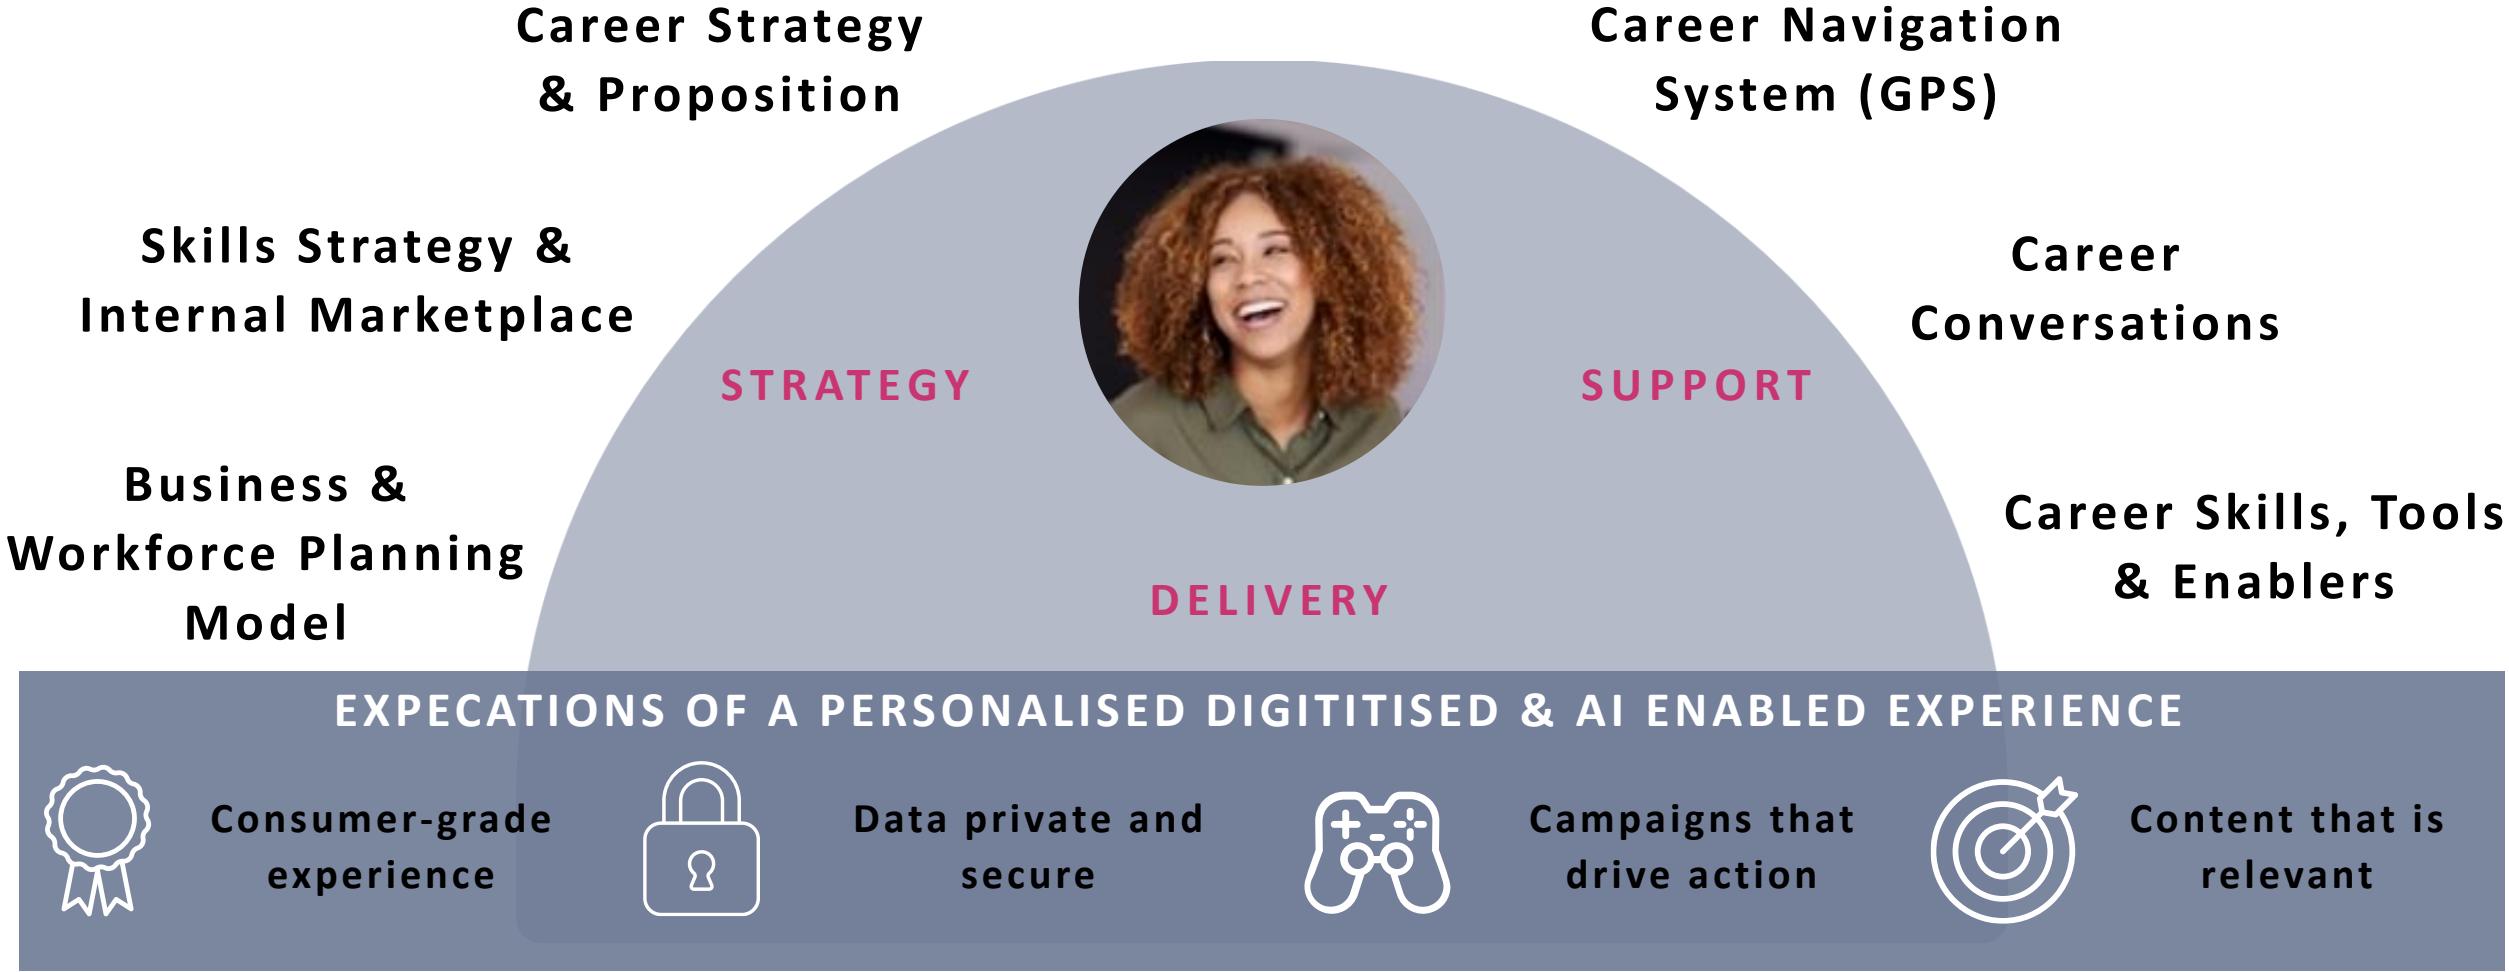 Career Strategy
& Proposition
Career Navigation
System (GPS)
Skills Strategy &
Internal Marketplace
Career
Conversations
STRATEGY
SUPPORT
Business &
Workforce Planning
Model
Career Skills, Tools
& Enablers
DELIVERY
EXPECATIONS OF A PERSONALISED DIGITITISED & AI ENABLED EXPERIENCE
Consumer-grade
experience
Data private and
secure
Campaigns that
drive action
Content that is
relevant